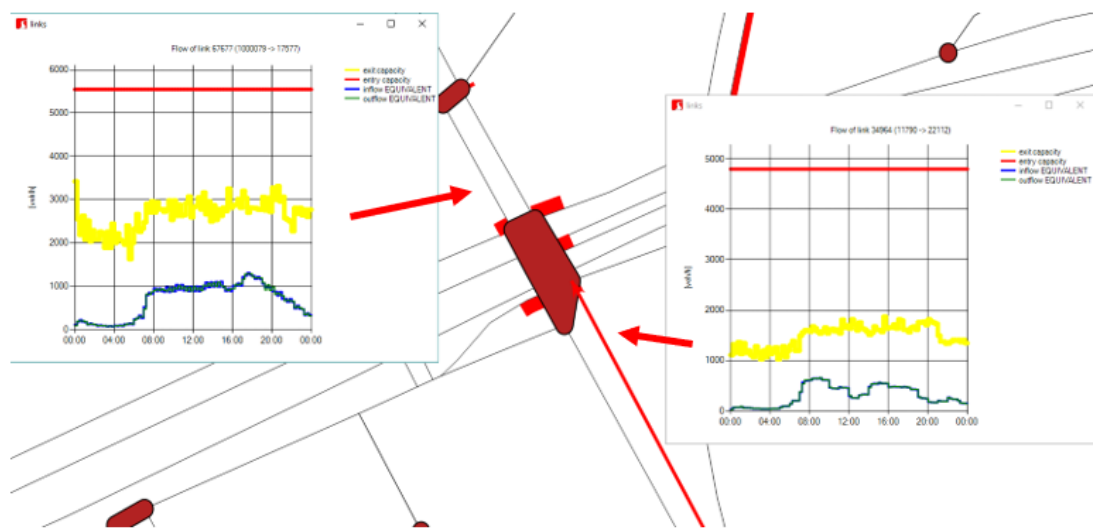 links
Flow of link 67677 (1000079 -> 17577)
exit capacity
entry capacity
inflow EQUIVALENT
outflow EQUIVALENT
6000
5000
4000
3000
2000
1000
0
[veh/h]
00:00 04:00 08:00 12:00 16:00 20:00 00:00
links
Flow of link 34964 (11790 -> 22112)
exit capacity
entry capacity
inflow EQUIVALENT
outflow EQUIVALENT
5000
4000
3000
2000
1000
0
[veh/h]
00:00 04:00 08:00 12:00 16:00 20:00 00:00